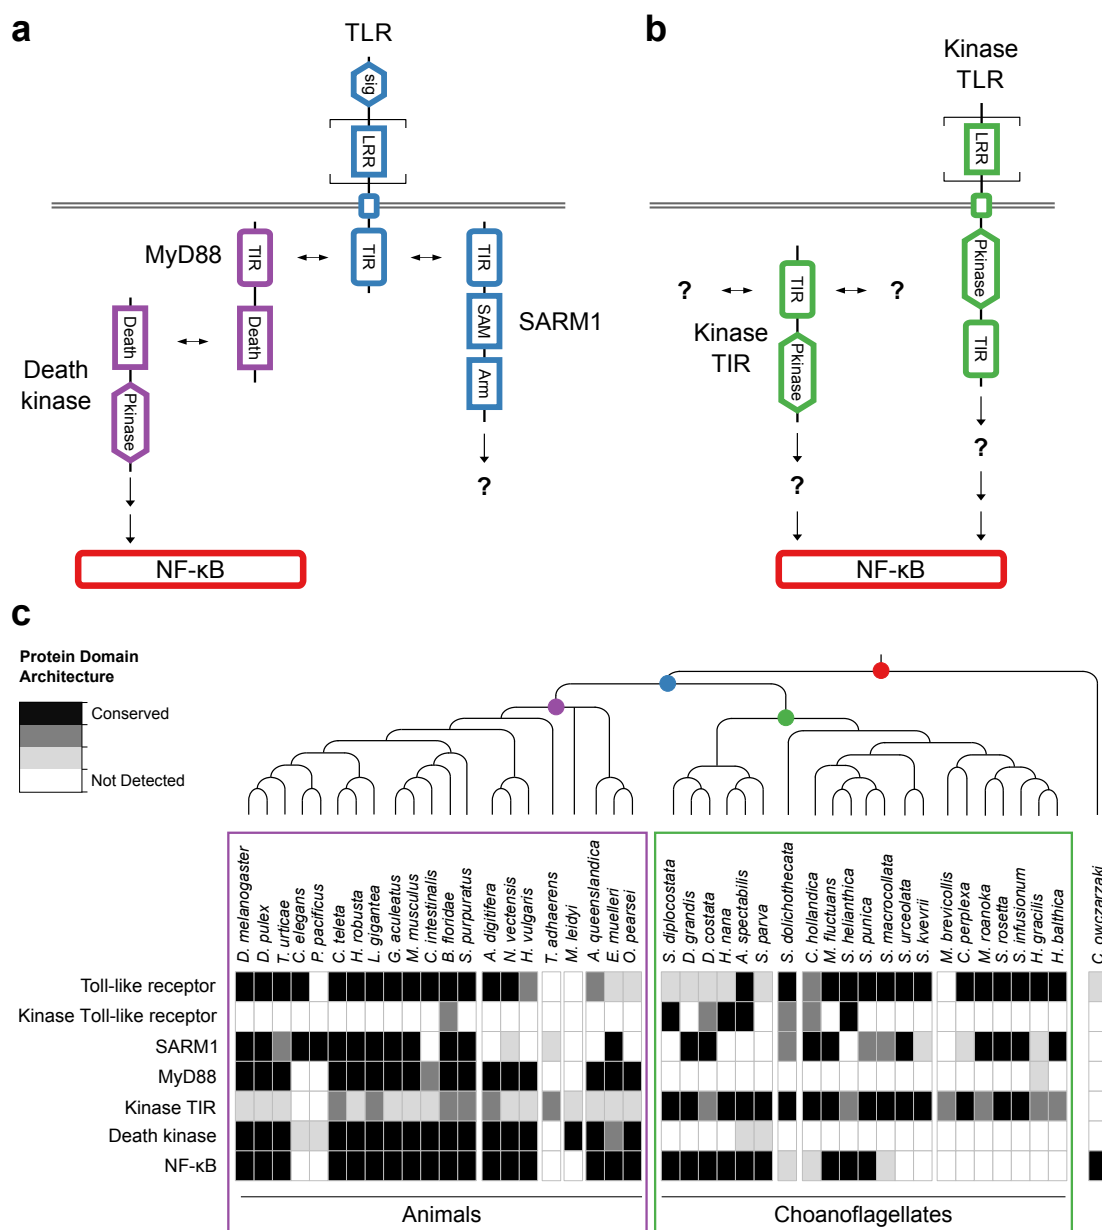 a
TLR
sig
LRR
MyD88
TIR
TIR
TIR
Death
Death
SAM
SARM1
Death
kinase
Pkinase
Arm
?
NF-κB
b
Kinase
TLR
LRR
Pkinase
?
TIR
?
Kinase
TIR
Pkinase
TIR
?
?
NF-κB
c
Protein Domain
Architecture
Conserved
Not Detected
D. melanogaster
D. pulex
T. urticae
C. elegans
P. pacificus
C. teleta
H. robusta
L. gigantea
G. aculeatus
M. musculus
C. intestinalis
B. floridae
S. purpuratus
A. digitifera
N. vectensis
H. vulgaris
T. adhaerens
M. leidyi
A. queenslandica
E. muelleri
O. pearsei
S. diplocostata
D. grandis
D. costata
H. nana
A. spectabilis
S. parva
S. dolichothecata
C. hollandica
M. fluctuans
S. helianthica
S. punica
S. macrocollata
S. urceolata
S. kvevrii
M. brevicollis
C. perplexa
M. roanoka
S. rosetta
S. infusionum
H. gracilis
H. balthica
C. owczarzaki
Toll-like receptor
Kinase Toll-like receptor
SARM1
MyD88
Kinase TIR
Death kinase
NF-κB
Animals
Choanoflagellates